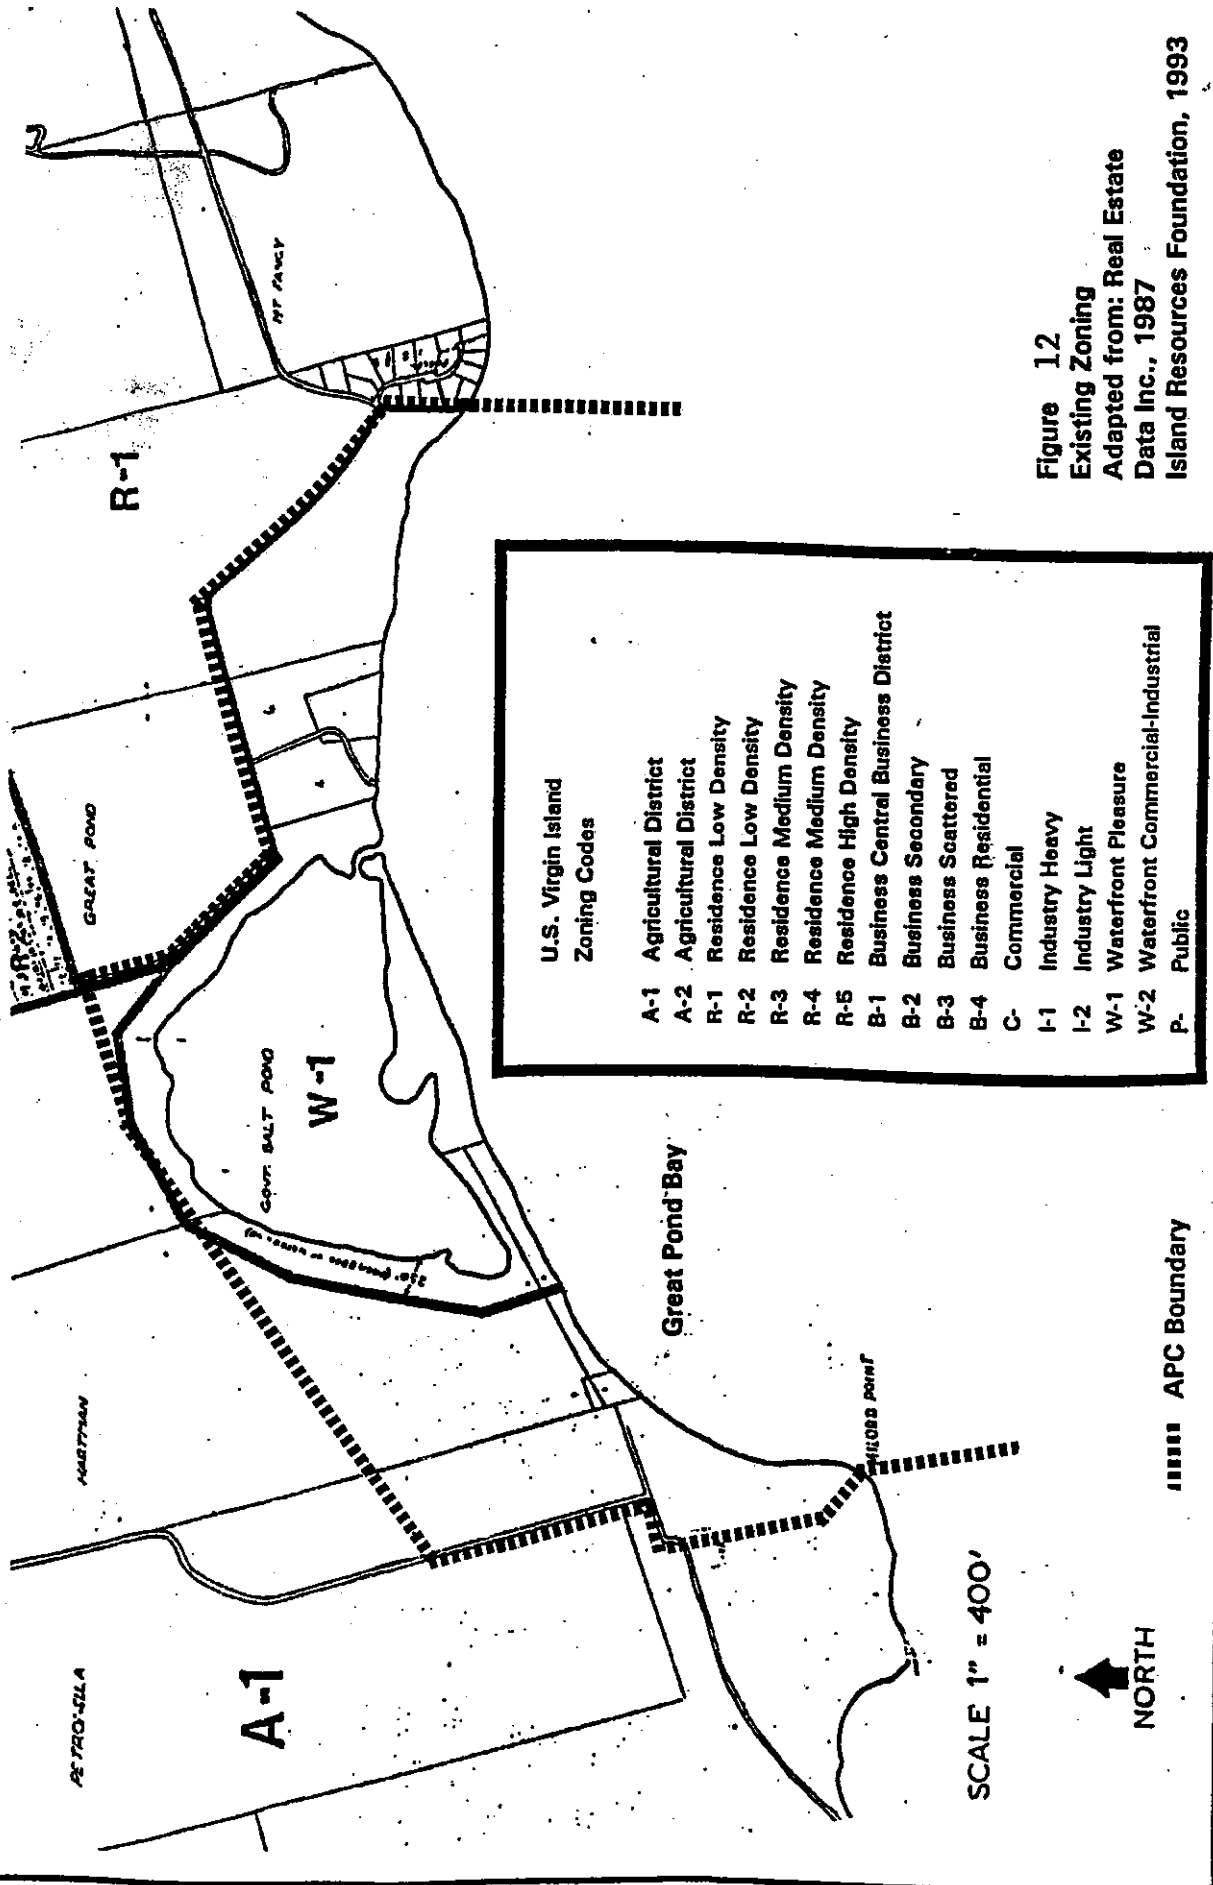 PETRO'SLLA
HARTMAN
GREAT POND
MT FANCY
A-1
R-1
GOVT. SALT POND
W-1
Great Pond Bay
MILORD POINT
SCALE 1" = 400'
NORTH
APC Boundary
U.S. Virgin Island
Zoning Codes
A-1 Agricultural District
A-2 Agricultural District
R-1 Residence Low Density
R-2 Residence Low Density
R-3 Residence Medium Density
R-4 Residence Medium Density
R-5 Residence High Density
B-1 Business Central Business District
B-2 Business Secondary
B-3 Business Scattered
B-4 Business Residential
C- Commercial
I-1 Industry Heavy
I-2 Industry Light
W-1 Waterfront Pleasure
W-2 Waterfront Commercial-Industrial
P- Public
Figure 12
Existing Zoning
Adapted from: Real Estate
Data Inc., 1987
Island Resources Foundation, 1993